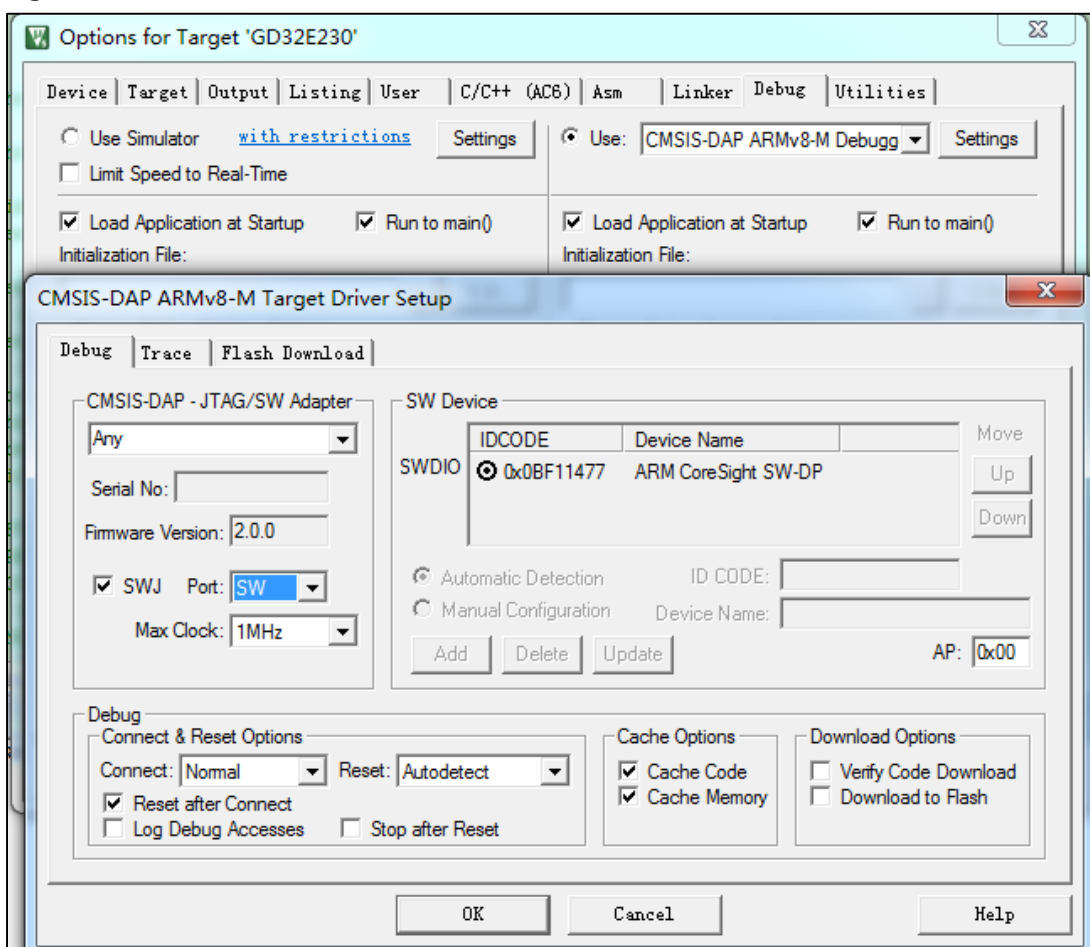 Options for Target 'GD32E230'
Device Target Output Listing User C/C++ (AC6) Asm Linker Debug Utilities
Use Simulator with restrictions Settings Use: CMSIS-DAP ARMv8-M Debugg Settings
Limit Speed to Real-Time
Load Application at Startup Run to main() Load Application at Startup Run to main()
Initialization File: Initialization File:
CMSIS-DAP ARMv8-M Target Driver Setup
Debug Trace Flash Download
CMSIS-DAP - JTAG/SW Adapter
Any
Serial No:
Firmware Version: 2.0.0
SWJ Port: SW
Max Clock: 1MHz
SW Device
IDCODE Device Name Move
SWDIO 0x0BF11477 ARM CoreSight SW-DP Up
Down
Automatic Detection ID CODE:
Manual Configuration Device Name:
Add Delete Update AP: 0x00
Debug
Connect & Reset Options
Connect: Normal Reset: Autodetect
Reset after Connect
Log Debug Accesses Stop after Reset
Cache Options
Cache Code
Cache Memory
Download Options
Verify Code Download
Download to Flash
OK Cancel Help